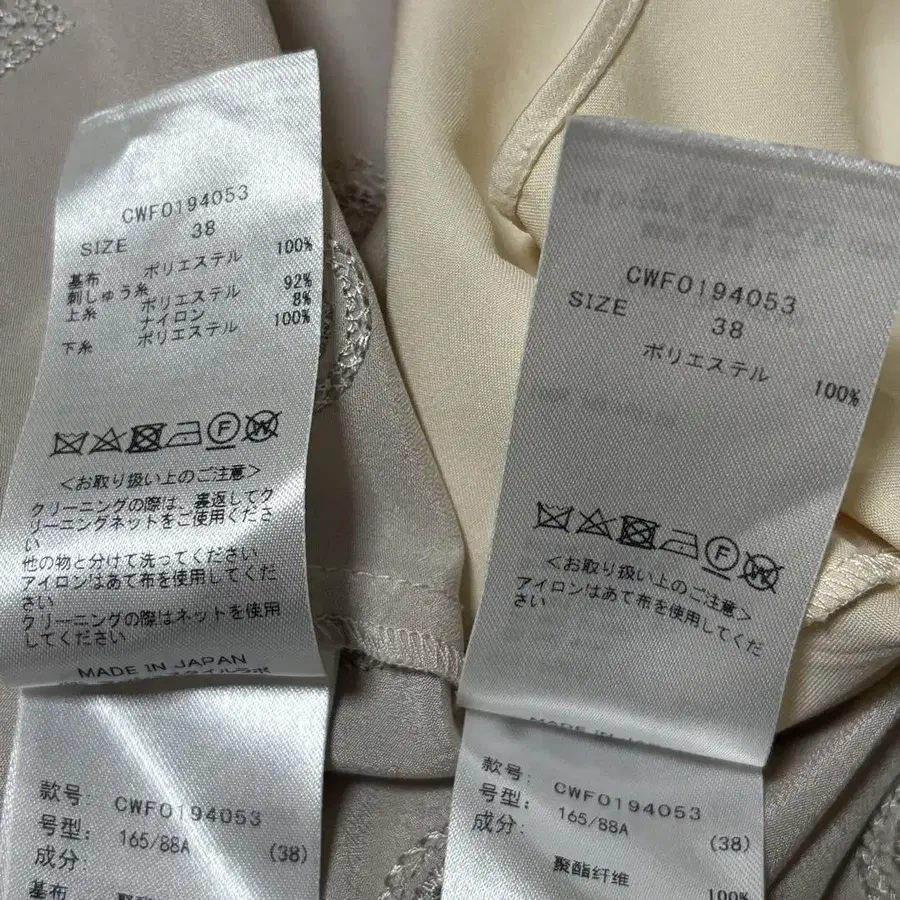 CWF0194053
SIZE 38
基布 ポリエステル 100%
刺しゅう糸
上糸 ポリエステル 92%
ナイロン 8%
下糸 ポリエステル 100%
F W
<お取り扱い上のご注意>
クリーニングの際は、裏返してク
リーニングネットをご使用くださ
い
他の物と分けて洗ってください
アイロンはあて布を使用してくだ
さい
クリーニングの際はネットを使用
してください
MADE IN JAPAN
款号: CWF0194053
号型: 165/88A (38)
成分:
基布
CWF0194053
SIZE 38
ポリエステル 100%
F W
<お取り扱い上のご注意>
アイロンはあて布を使用してくだ
さい
MADE IN
款号: CWF0194053
号型: 165/88A (38)
成分:
聚酯纤维 100%